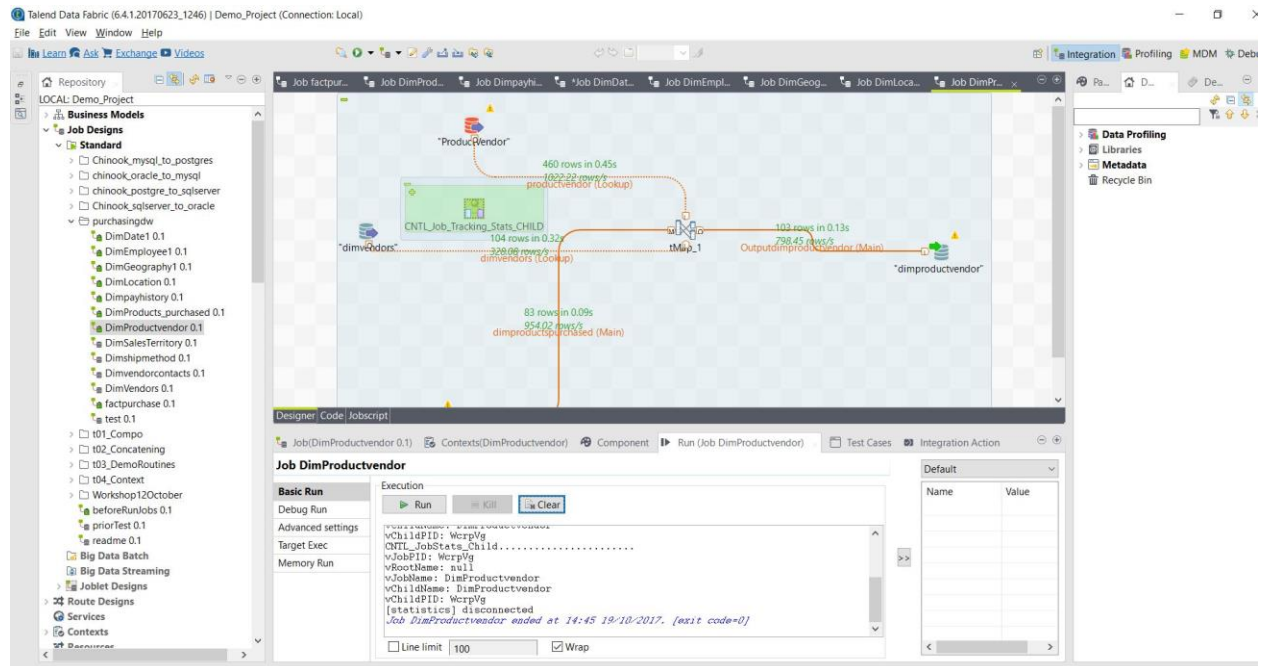 Talend Data Fabric (6.4.1.20170623_1246) | Demo_Project (Connection: Local)
File Edit View Window Help
Learn Ask Exchange Videos
Integration Profiling MDM Debu
Repository
LOCAL: Demo_Project
Business Models
Job Designs
Standard
Chinook_mysql_to_postgres
chinook_oracle_to_mysql
chinook_postgre_to_sqlserver
Chinook_sqlserver_to_oracle
purchasingdw
DimDate1 0.1
DimEmployee1 0.1
DimGeography1 0.1
DimLocation 0.1
Dimpayhistory 0.1
DimProducts_purchased 0.1
DimProductvendor 0.1
DimSalesTerritory 0.1
Dimshipmethod 0.1
Dimvendorcontacts 0.1
DimVendors 0.1
factpurchase 0.1
test 0.1
t01_Compo
t02_Concatening
t03_DemoRoutines
t04_Context
Workshop12October
beforeRunJobs 0.1
priorTest 0.1
readme 0.1
Big Data Batch
Big Data Streaming
Joblet Designs
Route Designs
Services
Contexts
Resources
Job factpur... Job DimProd... Job Dimpayhi... *Job DimDat... Job DimEmpl... Job DimGeog... Job DimLoca... Job DimPr...
"ProductVendor"
460 rows in 0.45s
1022.22 rows/s
productvendor (Lookup)
CNTL_Job_Tracking_Stats_CHILD
"dimvendors"
104 rows in 0.32s
328.08 rows/s
dimvendors (Lookup)
tMap_1
103 rows in 0.13s
798.45 rows/s
Outputdimproductvendor (Main)
"dimproductvendor"
83 rows in 0.09s
954.02 rows/s
dimproductspurchased (Main)
Designer Code Jobscript
Job(DimProductvendor 0.1) Contexts(DimProductvendor) Component Run (Job DimProductvendor) Test Cases Integration Action
Job DimProductvendor
Basic Run
Debug Run
Advanced settings
Target Exec
Memory Run
Execution
Run Kill Clear
vChildName: DimProductvendor
vChildPID: WcrpVg
CNTL_JobStats_Child.......................
vJobPID: WcrpVg
vRootName: null
vJobName: DimProductvendor
vChildName: DimProductvendor
vChildPID: WcrpVg
[statistics] disconnected
Job DimProductvendor ended at 14:45 19/10/2017. [exit code=0]
Line limit 100 Wrap
>>
Default
Name Value
Pa... D... De...
Data Profiling
Libraries
Metadata
Recycle Bin